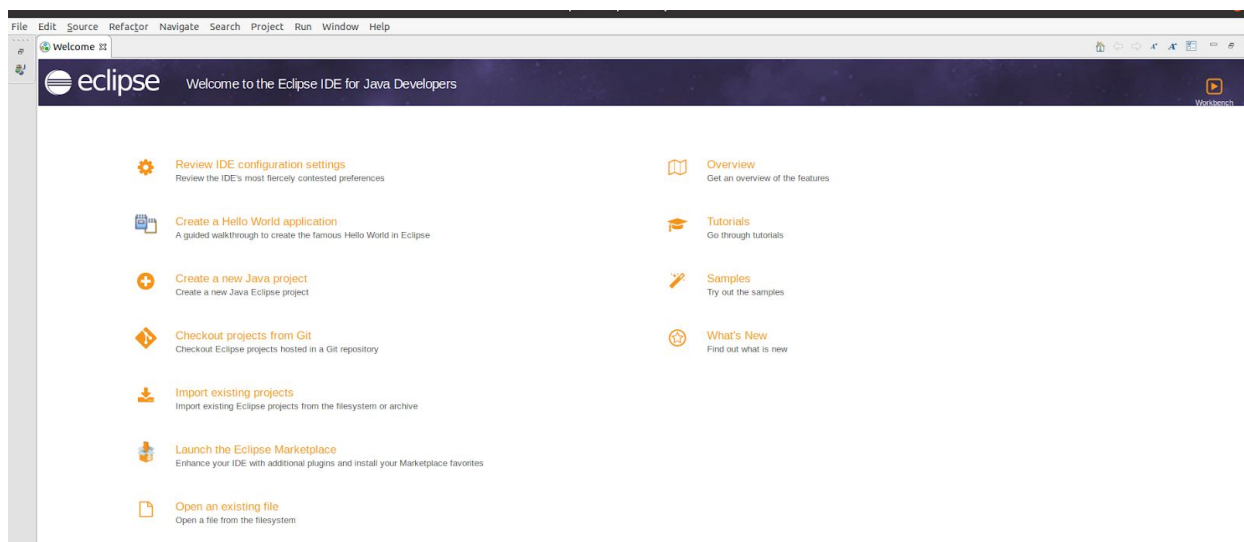 File Edit Source Refactor Navigate Search Project Run Window Help
Welcome
eclipse Welcome to the Eclipse IDE for Java Developers
Workbench
Review IDE configuration settings
Review the IDE's most fiercely contested preferences
Create a Hello World application
A guided walkthrough to create the famous Hello World in Eclipse
Create a new Java project
Create a new Java Eclipse project
Checkout projects from Git
Checkout Eclipse projects hosted in a Git repository
Import existing projects
Import existing Eclipse projects from the filesystem or archive
Launch the Eclipse Marketplace
Enhance your IDE with additional plugins and install your Marketplace favorites
Open an existing file
Open a file from the filesystem
Overview
Get an overview of the features
Tutorials
Go through tutorials
Samples
Try out the samples
What's New
Find out what is new